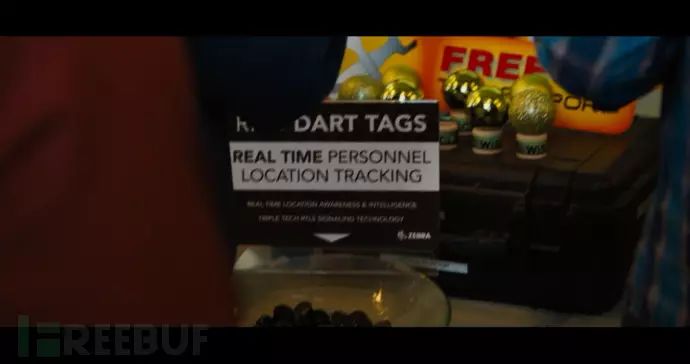 FREE
DART TAGS
REAL TIME PERSONNEL
LOCATION TRACKING
REAL TIME LOCATION AWARENESS & INTELLIGENCE
TRIPLE TECH RTLS SIGNALING TECHNOLOGY
ZEBRA
FREEBUF